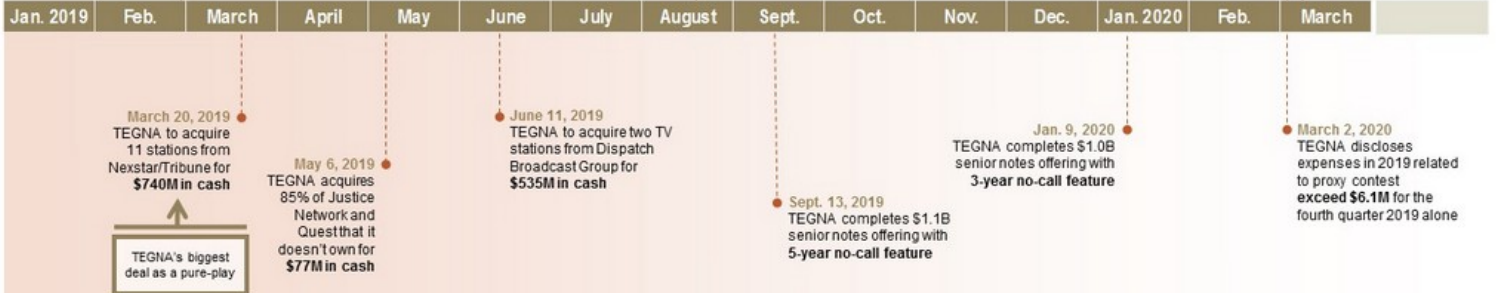 Jan. 2019 Feb. March April May June July August Sept. Oct. Nov. Dec. Jan. 2020 Feb. March
March 20, 2019
TEGNA to acquire
11 stations from
Nexstar/Tribune for
$740M in cash
TEGNA's biggest
deal as a pure-play
May 6, 2019
TEGNA acquires
85% of Justice
Network and
Quest that it
doesn't own for
$77M in cash
June 11, 2019
TEGNA to acquire two TV
stations from Dispatch
Broadcast Group for
$535M in cash
Sept. 13, 2019
TEGNA completes $1.1B
senior notes offering with
5-year no-call feature
Jan. 9, 2020
TEGNA completes $1.0B
senior notes offering with
3-year no-call feature
March 2, 2020
TEGNA discloses
expenses in 2019 related
to proxy contest
exceed $6.1M for the
fourth quarter 2019 alone